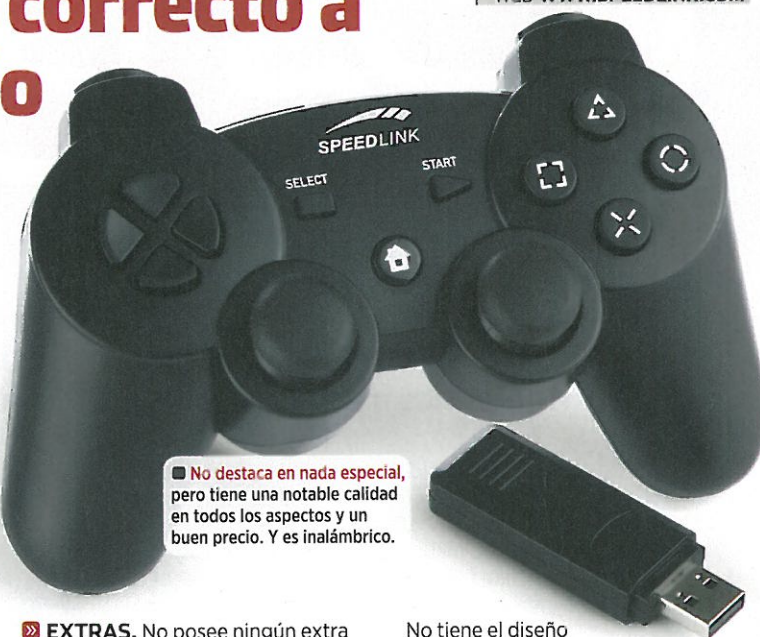 correcto a
o
SPEEDLINK
SELECT
START
No destaca en nada especial,
pero tiene una notable calidad
en todos los aspectos y un
buen precio. Y es inalámbrico.
EXTRAS. No posee ningún extra
No tiene el diseño